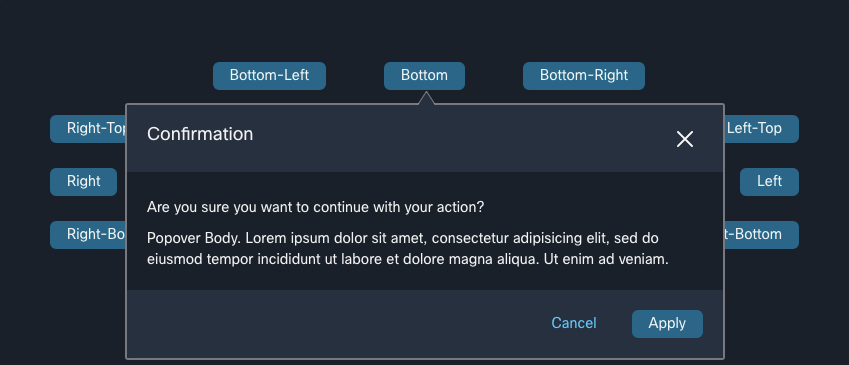 Bottom-Left
Bottom
Bottom-Right
Right-Top
Left-Top
Confirmation
Right
Left
Are you sure you want to continue with your action?
Right-Bo
t-Bottom
Popover Body. Lorem ipsum dolor sit amet, consectetur adipisicing elit, sed do
eiusmod tempor incididunt ut labore et dolore magna aliqua. Ut enim ad veniam.
Cancel
Apply